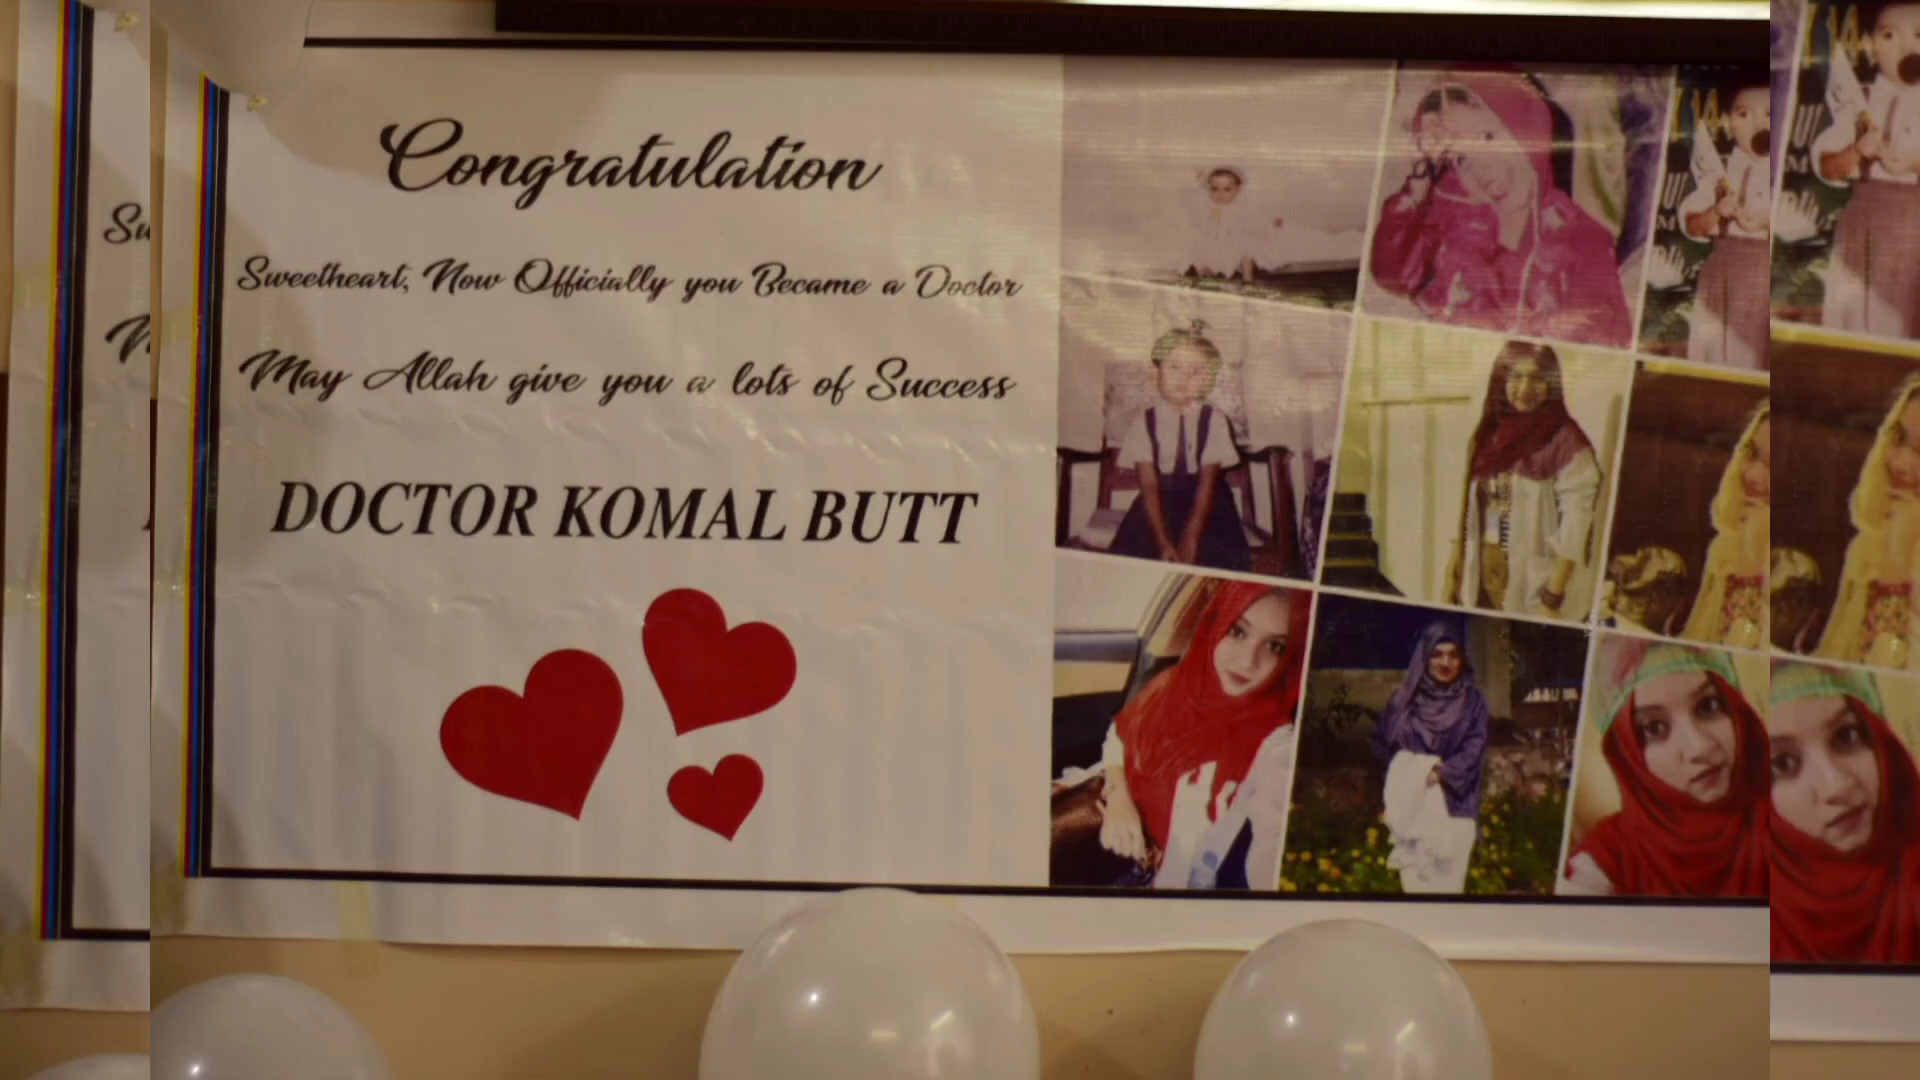 Congratulation
Sweetheart, Now Officially you Became a Doctor
May Allah give you a lots of Success
DOCTOR KOMAL BUTT